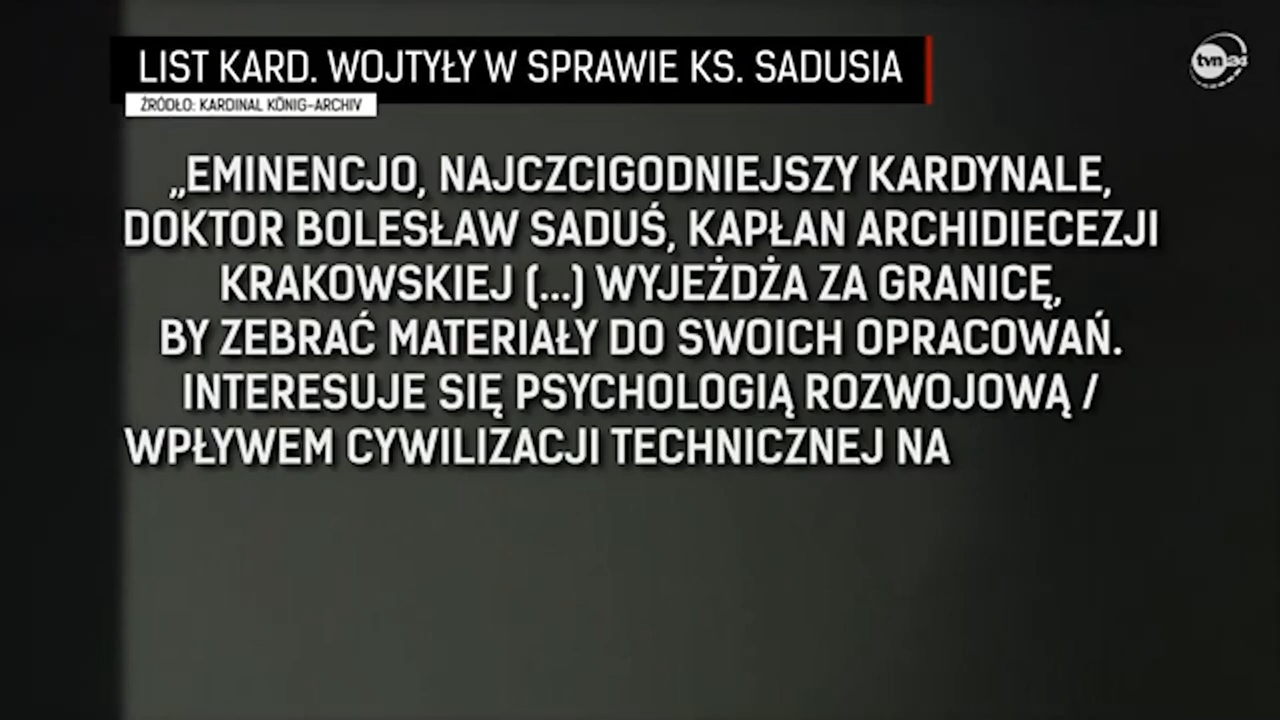 LIST KARD. WOJTYŁY W SPRAWIE KS. SADUSIA
ŹRÓDŁO: KARDINAL KÖNIG-ARCHIV
tvn24
„EMINENCJO, NAJCZCIGODNIEJSZY KARDYNALE,
DOKTOR BOLESŁAW SADUŚ, KAPŁAN ARCHIDIECEZJI
KRAKOWSKIEJ (...) WYJEŻDŻA ZA GRANICĘ,
BY ZEBRAĆ MATERIAŁY DO SWOICH OPRACOWAŃ.
INTERESUJE SIĘ PSYCHOLOGIĄ ROZWOJOWĄ /
WPŁYWEM CYWILIZACJI TECHNICZNEJ NA